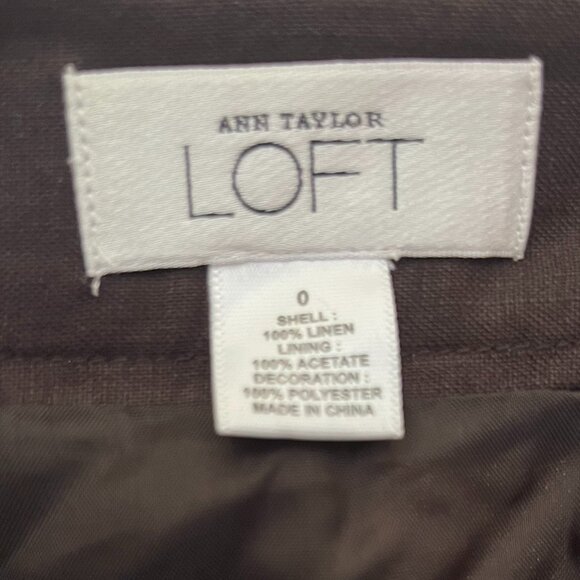 ANN TAYLOR
LOFT
0
SHELL :
100% LINEN
LINING :
100% ACETATE
DECORATION :
100% POLYESTER
MADE IN CHINA